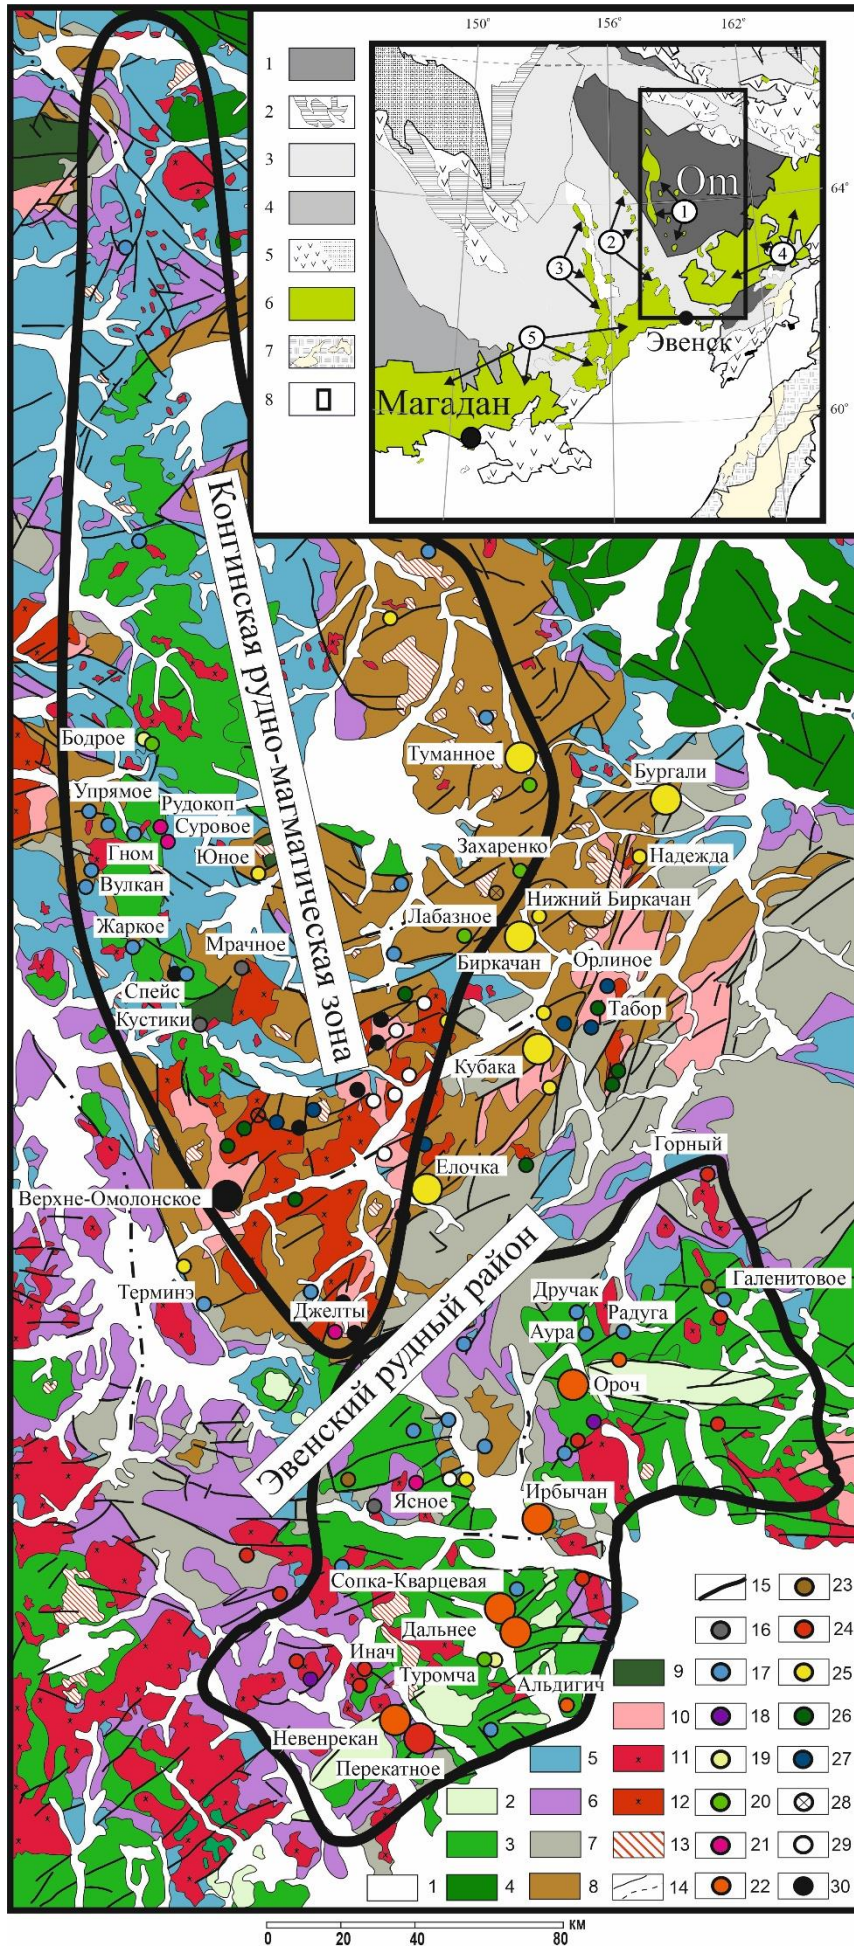 150°
156°
162°
64°
60°
1
2
3
4
5
6
7
8
Om
1
2
3
4
5
Эвенск
Магадан
Конгинская рудно-магматическая зона
Бодрое
Туманное
Бургали
Упрямое
Рудокоп
Суровое
Гном
Юное
Захаренко
Надежда
Вулкан
Нижний Биркачан
Лабазное
Жаркое
Мрачное
Биркачан
Орлиное
Спейс
Табор
Кустики
Кубака
Горный
Елочка
Верхне-Омолонское
Эвенский рудный район
Терминэ
Джелты
Дручак
Галенитовое
Радуга
Аура
Ороч
Ясное
Ирбычан
Сопка-Кварцевая
Дальнее
Инач
Туромча
Альдигич
Невенрекан
Перекатное
15 23
16 24
9 17 25
10 18 26
5 11 19 27
2 6 12 20 28
3 7 13 21 29
1 4 8 14 22 30
0 20 40 80 км